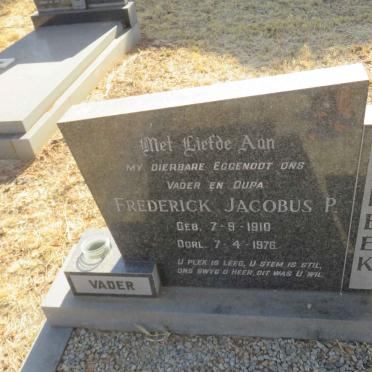 Met Liefde Aan
MY DIERBARE EGGENOOT ONS
VADER EN OUPA
FREDERICK JACOBUS P.
GEB. 7-9-1910
OORL. 7-4-1976
U PLEK IS LEEG, U STEM IS STIL,
ONS SWYG O HEER, DIT WAS U WIL.
VADER